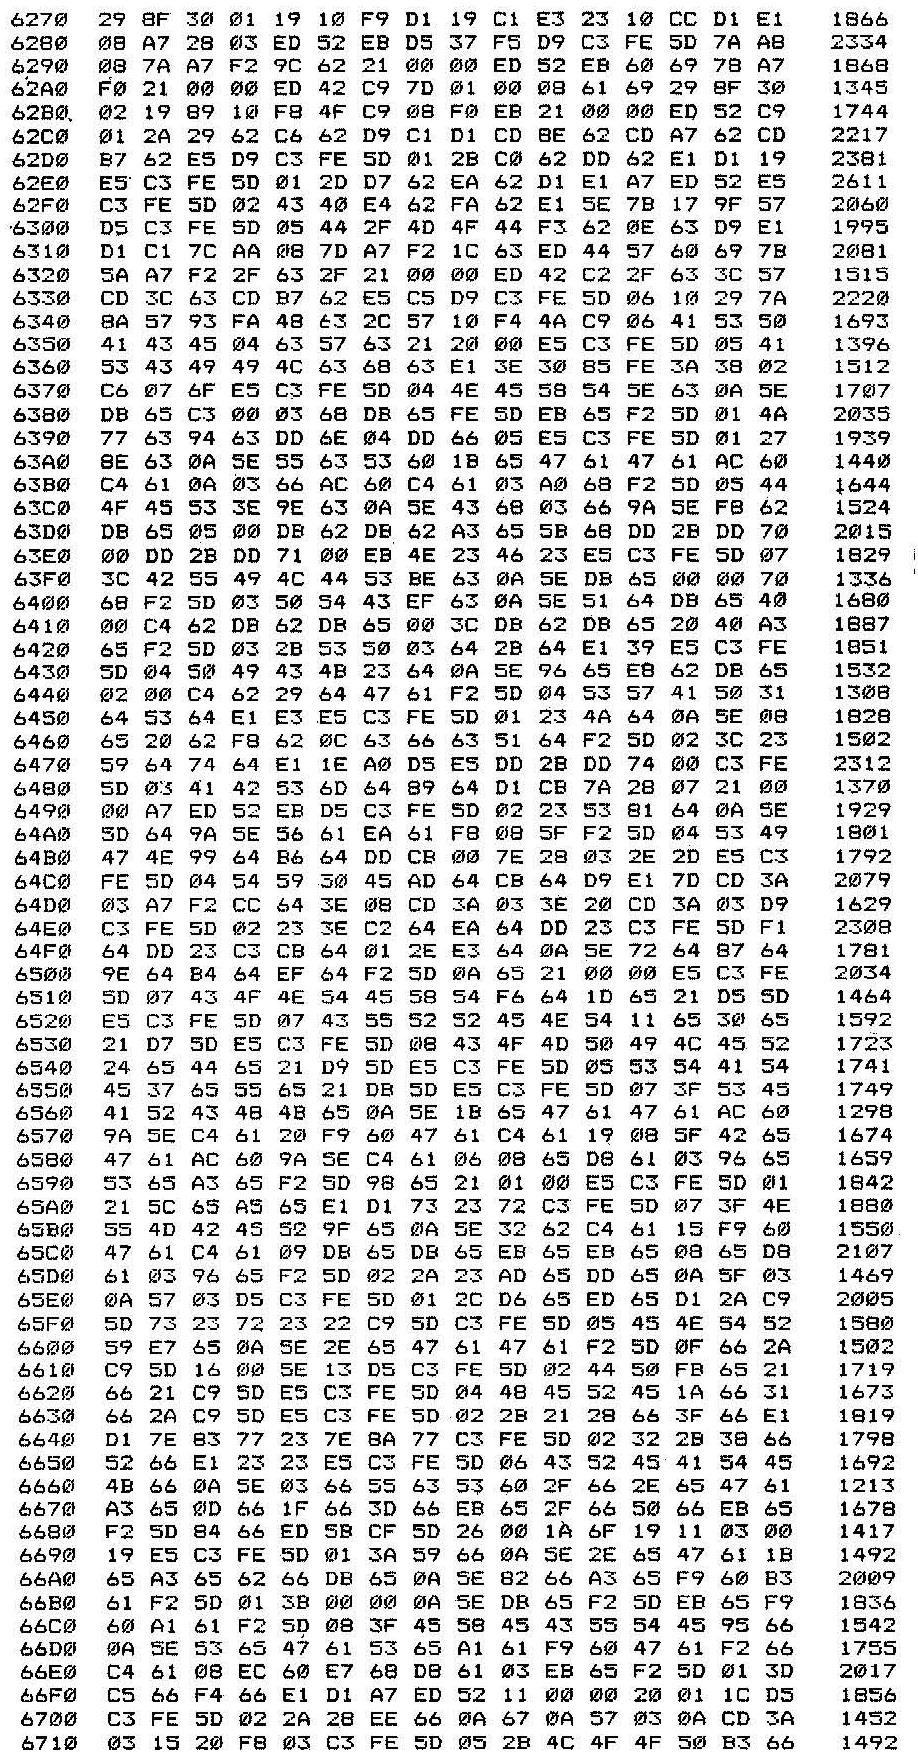 6270 29 8F 30 01 19 10 F9 D1 19 C1 E3 23 10 CC D1 E1 1866
6280 08 A7 28 03 ED 52 EB D5 37 F5 D9 C3 FE 5D 7A A8 2334
6290 08 7A A7 F2 9C 62 21 00 00 ED 52 EB 60 69 78 A7 1868
62A0 F0 21 00 00 ED 42 C9 7D 01 00 08 61 69 29 8F 30 1345
62B0 02 19 89 10 F8 4F C9 08 F0 EB 21 00 00 ED 52 C9 1744
62C0 01 2A 29 62 C6 62 D9 C1 D1 CD 8E 62 CD A7 62 CD 2217
62D0 B7 62 E5 D9 C3 FE 5D 01 2B C0 62 DD 62 E1 D1 19 2381
62E0 E5 C3 FE 5D 01 2D D7 62 EA 62 D1 E1 A7 ED 52 E5 2611
62F0 C3 FE 5D 02 43 40 E4 62 FA 62 E1 5E 7B 17 9F 57 2060
6300 D5 C3 FE 5D 05 44 2F 4D 4F 44 F3 62 0E 63 D9 E1 1995
6310 D1 C1 7C AA 08 7D A7 F2 1C 63 ED 44 57 60 69 7B 2081
6320 5A A7 F2 2F 63 2F 21 00 00 ED 42 C2 2F 63 3C 57 1515
6330 CD 3C 63 CD B7 62 E5 C5 D9 C3 FE 5D 06 10 29 7A 2220
6340 8A 57 93 FA 48 63 2C 57 10 F4 4A C9 06 41 53 50 1693
6350 41 43 45 04 63 57 63 21 20 00 E5 C3 FE 5D 05 41 1396
6360 53 43 49 49 4C 63 68 63 E1 3E 30 85 FE 3A 38 02 1512
6370 C6 07 6F E5 C3 FE 5D 04 4E 45 58 54 5E 63 0A 5E 1707
6380 DB 65 C3 00 03 68 DB 65 FE 5D EB 65 F2 5D 01 4A 2035
6390 77 63 94 63 DD 6E 04 DD 66 05 E5 C3 FE 5D 01 27 1939
63A0 8E 63 0A 5E 55 63 53 60 1B 65 47 61 47 61 AC 60 1440
63B0 C4 61 0A 03 66 AC 60 C4 61 03 A0 68 F2 5D 05 44 1644
63C0 4F 45 53 3E 9E 63 0A 5E 43 68 03 66 9A 5E F8 62 1524
63D0 DB 65 05 00 DB 62 DB 62 A3 65 5B 68 DD 2B DD 70 2015
63E0 00 DD 2B DD 71 00 EB 4E 23 46 23 E5 C3 FE 5D 07 1829
63F0 3C 42 55 49 4C 44 53 BE 63 0A 5E DB 65 00 00 70 1336
6400 68 F2 5D 03 50 54 43 EF 63 0A 5E 51 64 DB 65 40 1680
6410 00 C4 62 DB 62 DB 65 00 3C DB 62 DB 65 20 40 A3 1887
6420 65 F2 5D 03 2B 53 50 03 64 2B 64 E1 39 E5 C3 FE 1851
6430 5D 04 50 49 43 4B 23 64 0A 5E 96 65 E8 62 DB 65 1532
6440 02 00 C4 62 29 64 47 61 F2 5D 04 53 57 41 50 31 1308
6450 64 53 64 E1 E3 E5 C3 FE 5D 01 23 4A 64 0A 5E 08 1828
6460 65 20 62 F8 62 0C 63 66 63 51 64 F2 5D 02 3C 23 1502
6470 59 64 74 64 E1 1E A0 D5 E5 DD 2B DD 74 00 C3 FE 2312
6480 5D 03 41 42 53 6D 64 89 64 D1 CB 7A 28 07 21 00 1370
6490 00 A7 ED 52 EB D5 C3 FE 5D 02 23 53 81 64 0A 5E 1929
64A0 5D 64 9A 5E 56 61 EA 61 F8 08 5F F2 5D 04 53 49 1801
64B0 47 4E 99 64 B6 64 DD CB 00 7E 28 03 2E 2D E5 C3 1792
64C0 FE 5D 04 54 59 50 45 AD 64 CB 64 D9 E1 7D CD 3A 2079
64D0 03 A7 F2 CC 64 3E 08 CD 3A 03 3E 20 CD 3A 03 D9 1629
64E0 C3 FE 5D 02 23 3E C2 64 EA 64 DD 23 C3 FE 5D F1 2308
64F0 64 DD 23 C3 CB 64 01 2E E3 64 0A 5E 72 64 87 64 1781
6500 9E 64 B4 64 EF 64 F2 5D 0A 65 21 00 00 E5 C3 FE 2034
6510 5D 07 43 4F 4E 54 45 58 54 F6 64 1D 65 21 D5 5D 1464
6520 E5 C3 FE 5D 07 43 55 52 52 45 4E 54 11 65 30 65 1592
6530 21 D7 5D E5 C3 FE 5D 08 43 4F 4D 50 49 4C 45 52 1723
6540 24 65 44 65 21 D9 5D E5 C3 FE 5D 05 53 54 41 54 1741
6550 45 37 65 55 65 21 DB 5D E5 C3 FE 5D 07 3F 53 45 1749
6560 41 52 43 48 4B 65 0A 5E 1B 65 47 61 47 61 AC 60 1298
6570 9A 5E C4 61 20 F9 60 47 61 C4 61 19 08 5F 42 65 1674
6580 47 61 AC 60 9A 5E C4 61 06 08 65 D8 61 03 96 65 1659
6590 53 65 A3 65 F2 5D 98 65 21 01 00 E5 C3 FE 5D 01 1842
65A0 21 5C 65 A5 65 E1 D1 73 23 72 C3 FE 5D 07 3F 4E 1880
65B0 55 4D 42 45 52 9F 65 0A 5E 32 62 C4 61 15 F9 60 1550
65C0 47 61 C4 61 09 DB 65 DB 65 EB 65 EB 65 08 65 D8 2107
65D0 61 03 96 65 F2 5D 02 2A 23 AD 65 DD 65 0A 5F 03 1469
65E0 0A 57 03 D5 C3 FE 5D 01 2C D6 65 ED 65 D1 2A C9 2005
65F0 5D 73 23 72 23 22 C9 5D C3 FE 5D 05 45 4E 54 52 1580
6600 59 E7 65 0A 5E 2E 65 47 61 47 61 F2 5D 0F 66 2A 1502
6610 C9 5D 16 00 5E 13 D5 C3 FE 5D 02 44 50 FB 65 21 1719
6620 66 21 C9 5D E5 C3 FE 5D 04 48 45 52 45 1A 66 31 1673
6630 66 2A C9 5D E5 C3 FE 5D 02 2B 21 28 66 3F 66 E1 1819
6640 D1 7E 83 77 23 7E 8A 77 C3 FE 5D 02 32 2B 38 66 1798
6650 52 66 E1 23 23 E5 C3 FE 5D 06 43 52 45 41 54 45 1692
6660 4B 66 0A 5E 03 66 55 63 53 60 2F 66 2E 65 47 61 1213
6670 A3 65 0D 66 1F 66 3D 66 EB 65 2F 66 50 66 EB 65 1678
6680 F2 5D 84 66 ED 5B CF 5D 26 00 1A 6F 19 11 03 00 1417
6690 19 E5 C3 FE 5D 01 3A 59 66 0A 5E 2E 65 47 61 1B 1492
66A0 65 A3 65 62 66 DB 65 0A 5E 82 66 A3 65 F9 60 B3 2009
66B0 61 F2 5D 01 3B 00 00 0A 5E DB 65 F2 5D EB 65 F9 1836
66C0 60 A1 61 F2 5D 08 3F 45 58 45 43 55 54 45 95 66 1542
66D0 0A 5E 53 65 47 61 53 65 A1 61 F9 60 47 61 F2 66 1755
66E0 C4 61 08 EC 60 E7 68 D8 61 03 EB 65 F2 5D 01 3D 2017
66F0 C5 66 F4 66 E1 D1 A7 ED 52 11 00 00 20 01 1C D5 1856
6700 C3 FE 5D 02 2A 28 EE 66 0A 67 0A 57 03 0A CD 3A 1452
6710 03 15 20 F8 03 C3 FE 5D 05 2B 4C 4F 4F 50 B3 66 1492